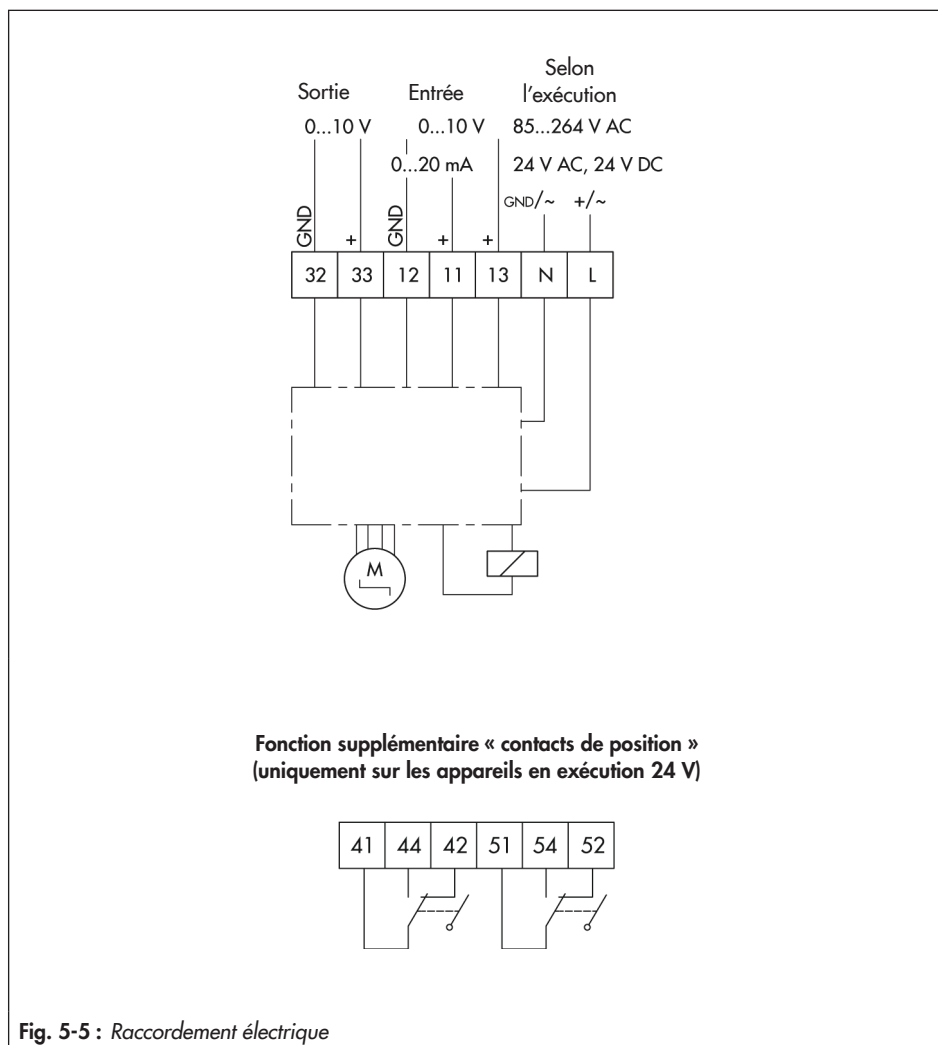 Selon
Sortie Entrée l'exécution
0...10 V 0...10 V 85...264 V AC
0...20 mA 24 V AC, 24 V DC
GND/~ +/~
GND + GND + +
32 33 12 11 13 N L
M
Fonction supplémentaire « contacts de position »
(uniquement sur les appareils en exécution 24 V)
41 44 42 51 54 52
Fig. 5-5 : Raccordement électrique